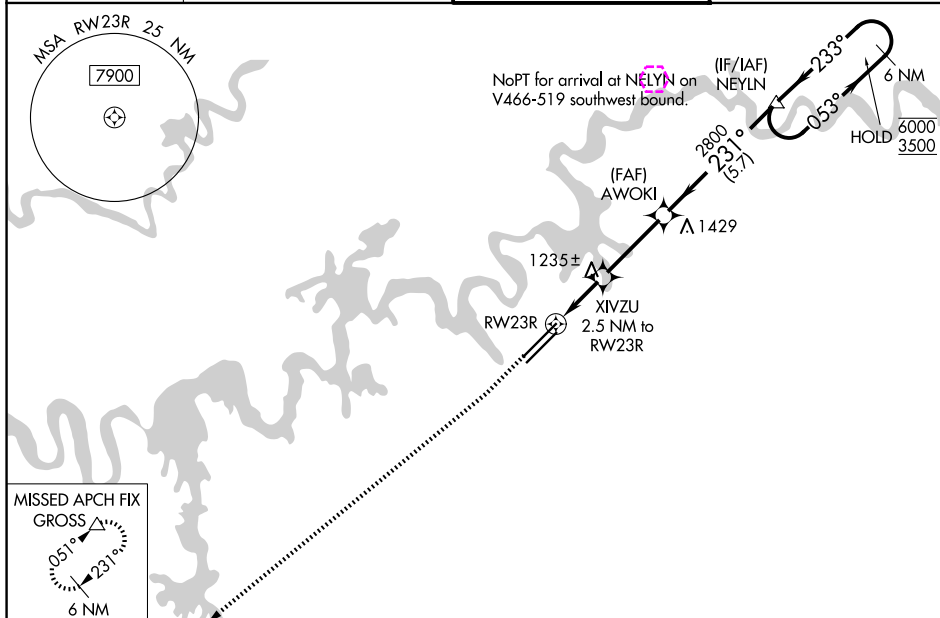 MSA RW23R 25 NM
7900
NoPT for arrival at NELYN on
V466-519 southwest bound.
(IF/IAF)
NEYLN
233°
053°
6 NM
HOLD
6000
3500
2800
231°
(5.7)
(FAF)
AWOKI
1429
1235±
XIVZU
2.5 NM to
RW23R
RW23R
MISSED APCH FIX
GROSS
051°
231°
6 NM